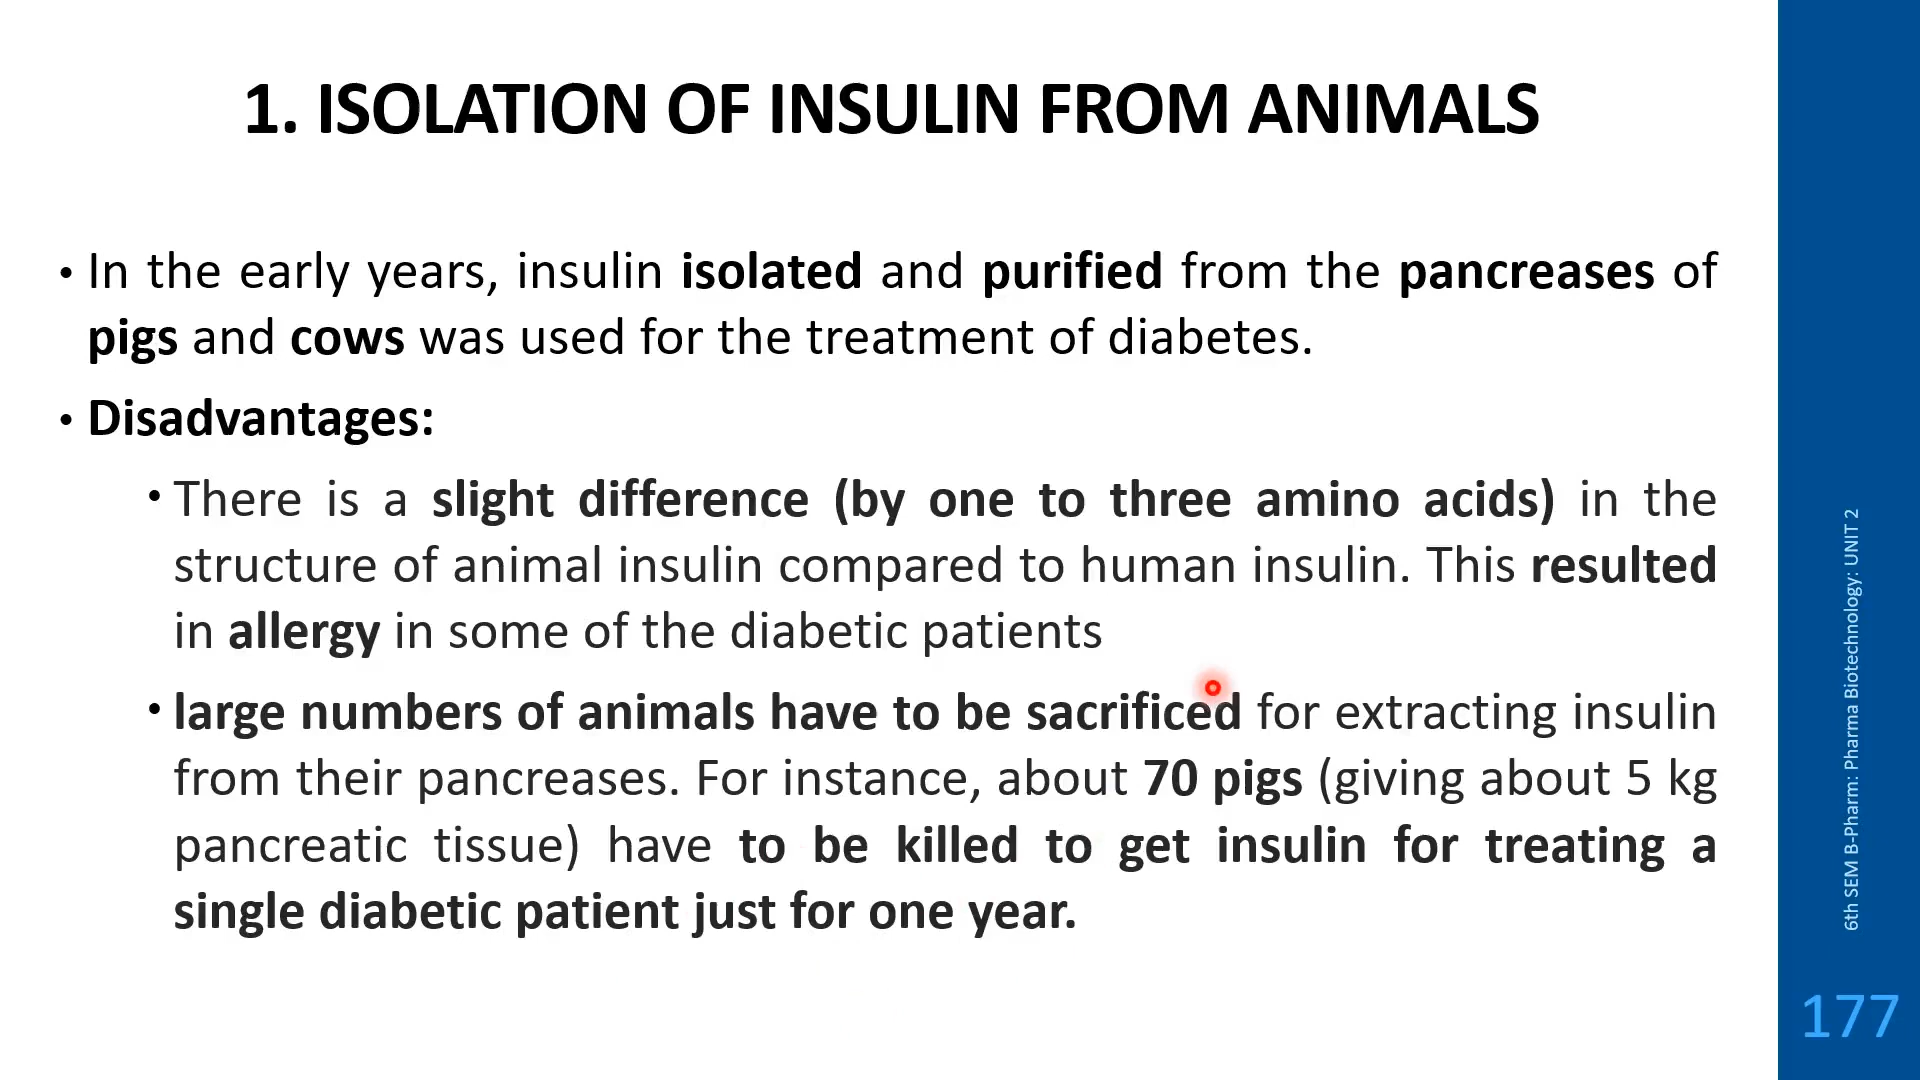 1. ISOLATION OF INSULIN FROM ANIMALS
• In the early years, insulin isolated and purified from the pancreases of
pigs and cows was used for the treatment of diabetes.
• Disadvantages:
• There is a slight difference (by one to three amino acids) in the
structure of animal insulin compared to human insulin. This resulted
in allergy in some of the diabetic patients
• large numbers of animals have to be sacrificed for extracting insulin
from their pancreases. For instance, about 70 pigs (giving about 5 kg
pancreatic tissue) have to be killed to get insulin for treating a
single diabetic patient just for one year.
6th SEM B-Pharm: Pharma Biotechnology: UNIT 2
177